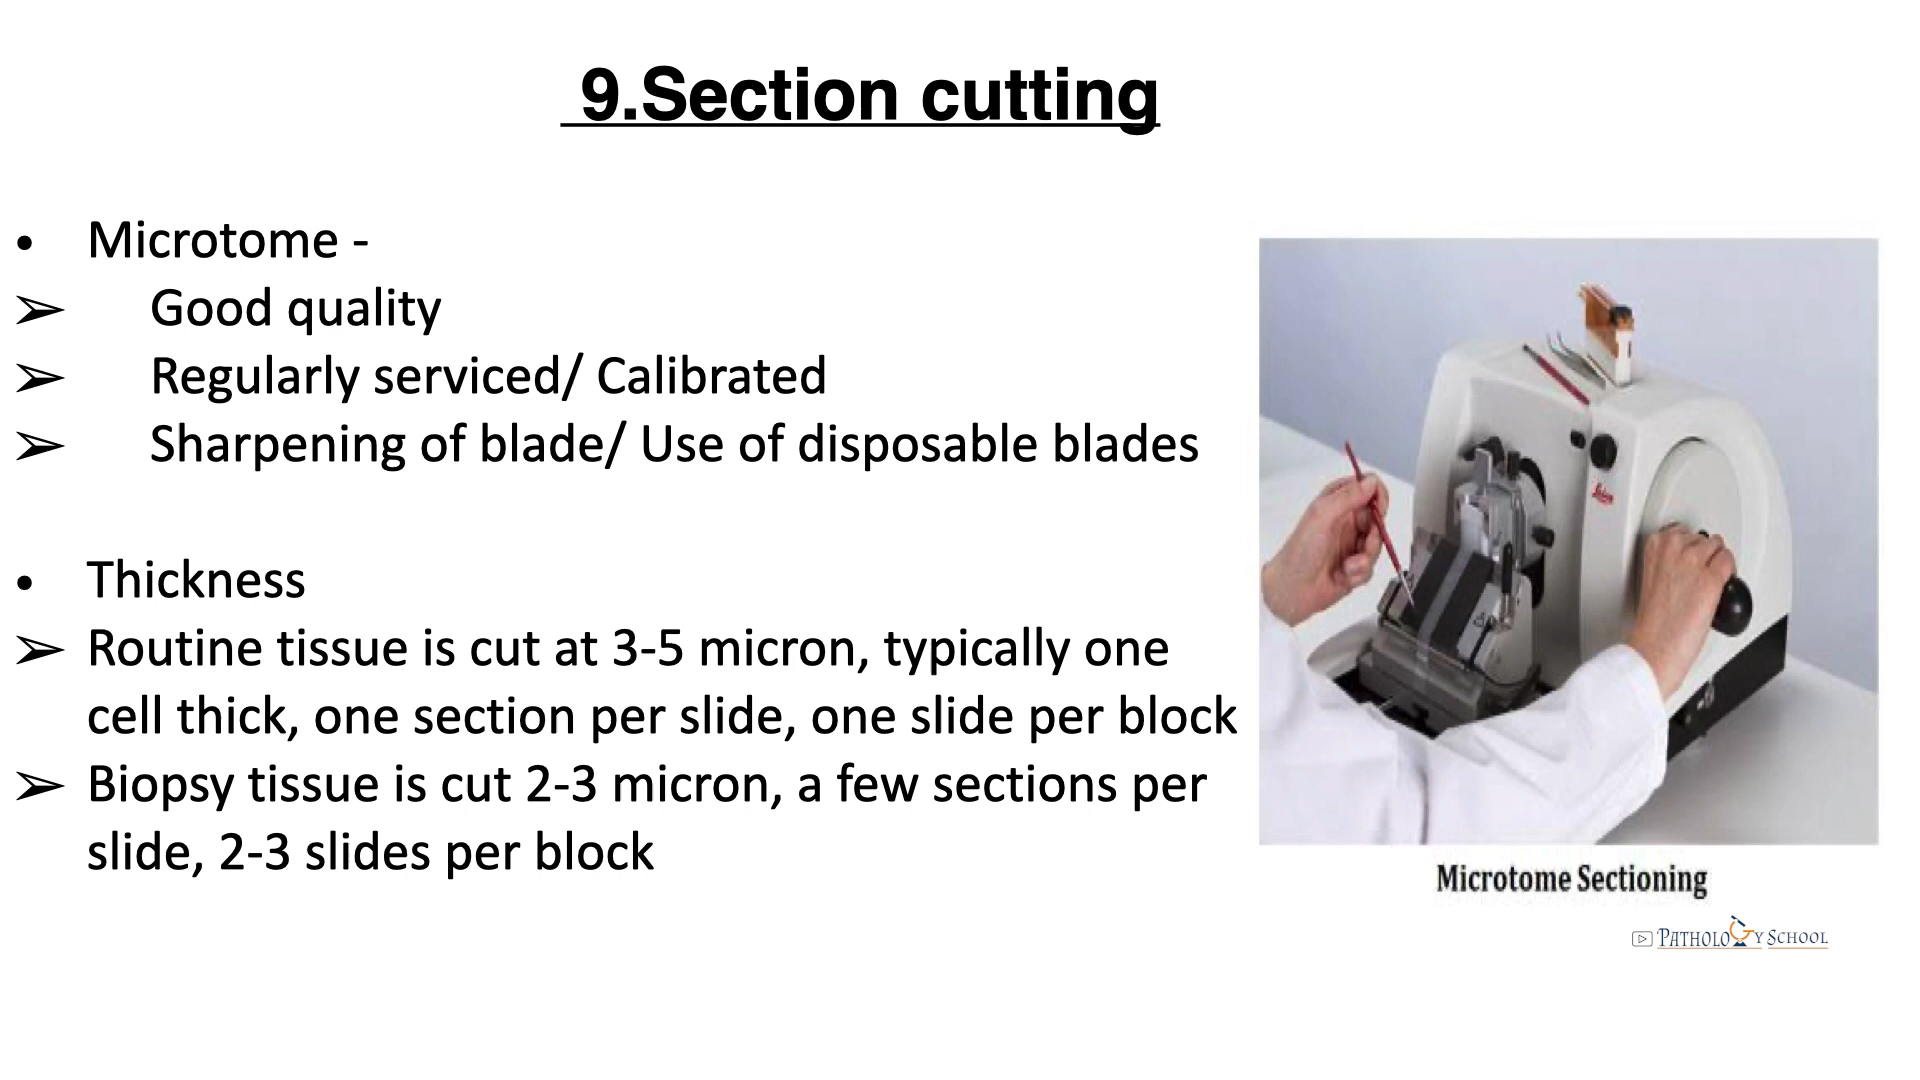 9.Section cutting
• Microtome -
➢ Good quality
➢ Regularly serviced/ Calibrated
➢ Sharpening of blade/ Use of disposable blades
• Thickness
➢ Routine tissue is cut at 3-5 micron, typically one
cell thick, one section per slide, one slide per block
➢ Biopsy tissue is cut 2-3 micron, a few sections per
slide, 2-3 slides per block
Leica
Microtome Sectioning
PATHOLOGY SCHOOL